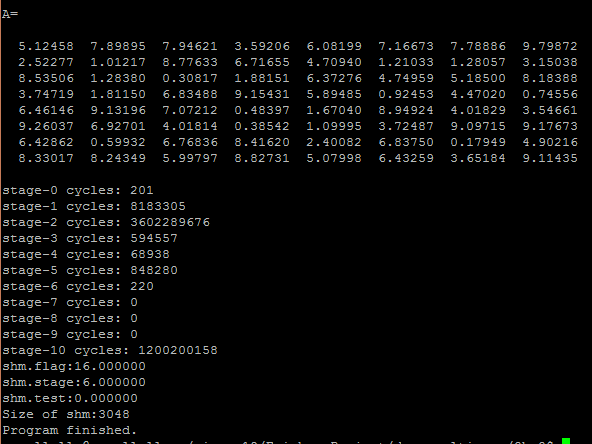 A=
5.12458 7.89895 7.94621 3.59206 6.08199 7.16673 7.78886 9.79872
2.52277 1.01217 8.77633 6.71655 4.70940 1.21033 1.28057 3.15038
8.53506 1.28380 0.30817 1.88151 6.37276 4.74959 5.18500 8.18388
3.74719 1.81150 6.83488 9.15431 5.89485 0.92453 4.47020 0.74556
6.46146 9.13196 7.07212 0.48397 1.67040 8.94924 4.01829 3.54661
9.26037 6.92701 4.01814 0.38542 1.09995 3.72487 9.09715 9.17673
6.42862 0.59932 6.76836 8.41620 2.40082 6.83750 0.17949 4.90216
8.33017 8.24349 5.99797 8.82731 5.07998 6.43259 3.65184 9.11435
stage-0 cycles: 201
stage-1 cycles: 8183305
stage-2 cycles: 3602289676
stage-3 cycles: 594557
stage-4 cycles: 68938
stage-5 cycles: 848280
stage-6 cycles: 220
stage-7 cycles: 0
stage-8 cycles: 0
stage-9 cycles: 0
stage-10 cycles: 1200200158
shm.flag:16.000000
shm.stage:6.000000
shm.test:0.000000
Size of shm:3048
Program finished.